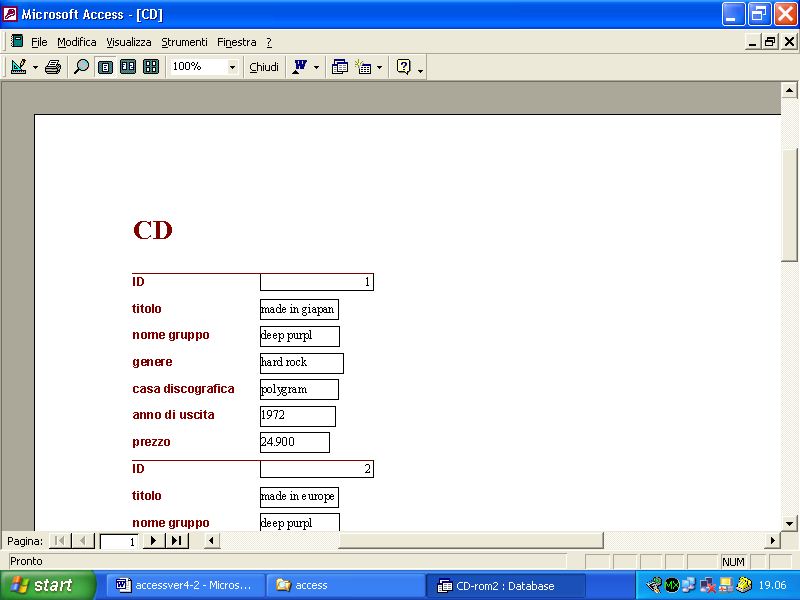 Microsoft Access - [CD]
File Modifica Visualizza Strumenti Finestra ?
100% Chiudi W
CD
ID 1
titolo made in giapan
nome gruppo deep purpl
genere hard rock
casa discografica polygram
anno di uscita 1972
prezzo 24.900
ID 2
titolo made in europe
nome gruppo deep purpl
Pagina: 1
Pronto NUM
start accessver4-2 - Micros... access CD-rom2 : Database 19.06